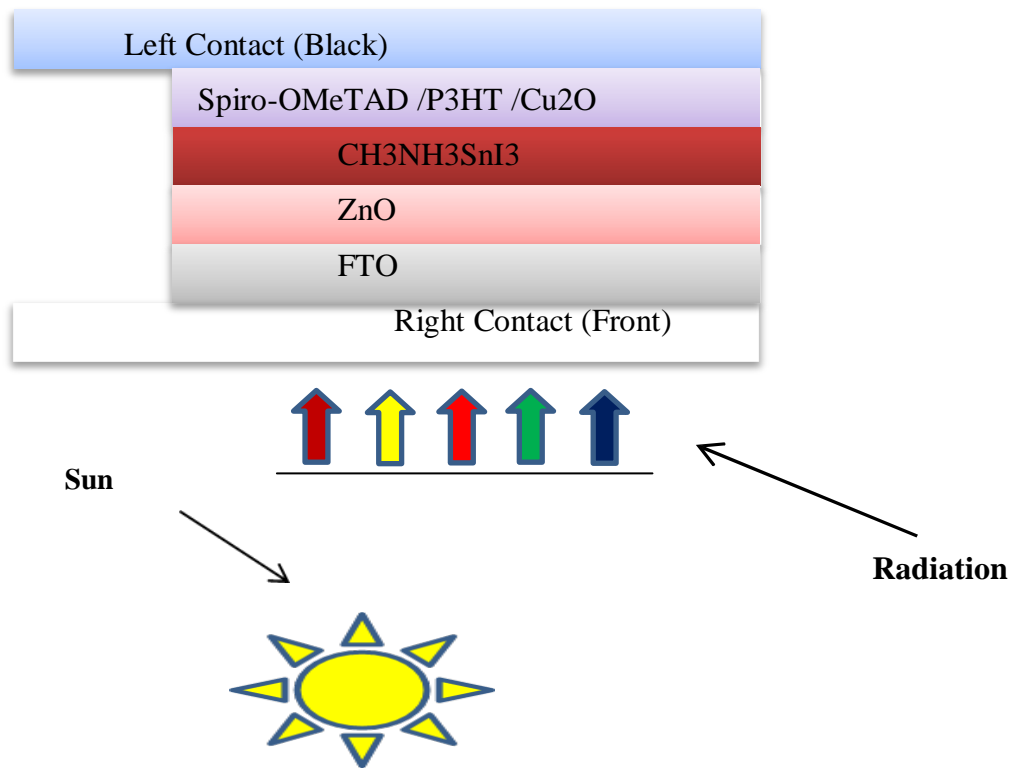 Left Contact (Black)
Spiro-OMeTAD /P3HT /Cu2O
CH3NH3SnI3
ZnO
FTO
Right Contact (Front)
Sun
Radiation